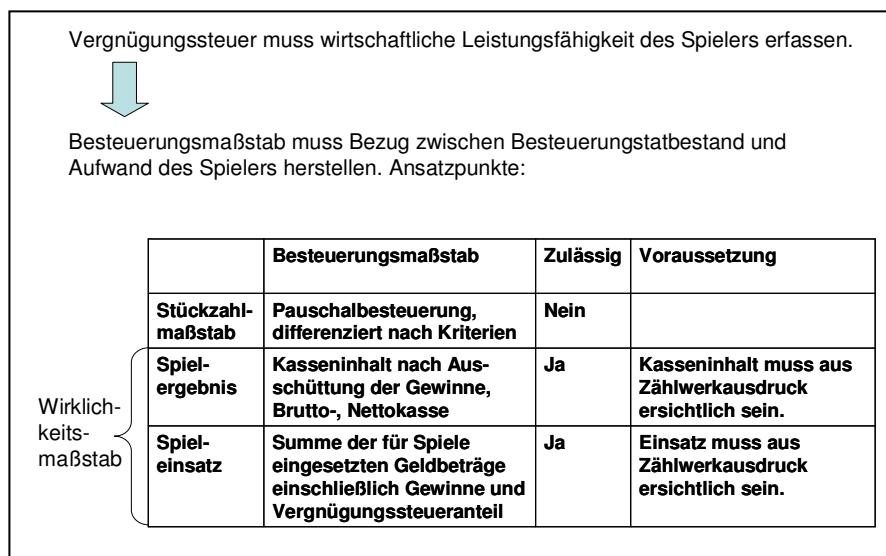 Vergnügungssteuer muss wirtschaftliche Leistungsfähigkeit des Spielers erfassen.
Besteuerungsmaßstab muss Bezug zwischen Besteuerungstatbestand und
Aufwand des Spielers herstellen. Ansatzpunkte:
Besteuerungsmaßstab Zulässig Voraussetzung
Stückzahl- Pauschalbesteuerung, Nein
maßstab differenziert nach Kriterien
Spiel- Kasseninhalt nach Aus- Ja Kasseninhalt muss aus
ergebnis schüttung der Gewinne, Zählwerkausdruck
Brutto-, Nettokasse ersichtlich sein.
Wirklich-
keits-
maßstab
Spiel- Summe der für Spiele Ja Einsatz muss aus
einsatz eingesetzten Geldbeträge Zählwerkausdruck
einschließlich Gewinne und ersichtlich sein.
Vergnügungssteueranteil